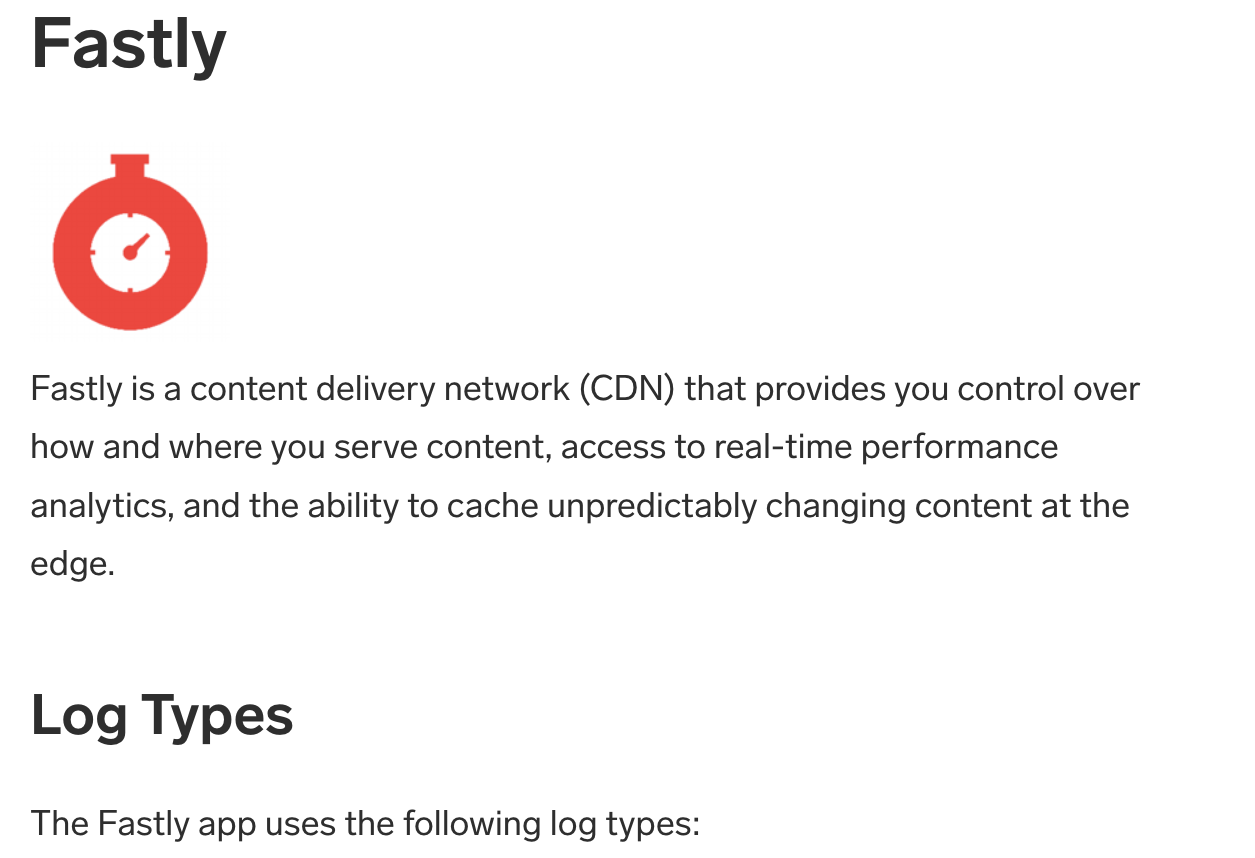 Fastly
Fastly is a content delivery network (CDN) that provides you control over
how and where you serve content, access to real-time performance
analytics, and the ability to cache unpredictably changing content at the
edge.
Log Types
The Fastly app uses the following log types: